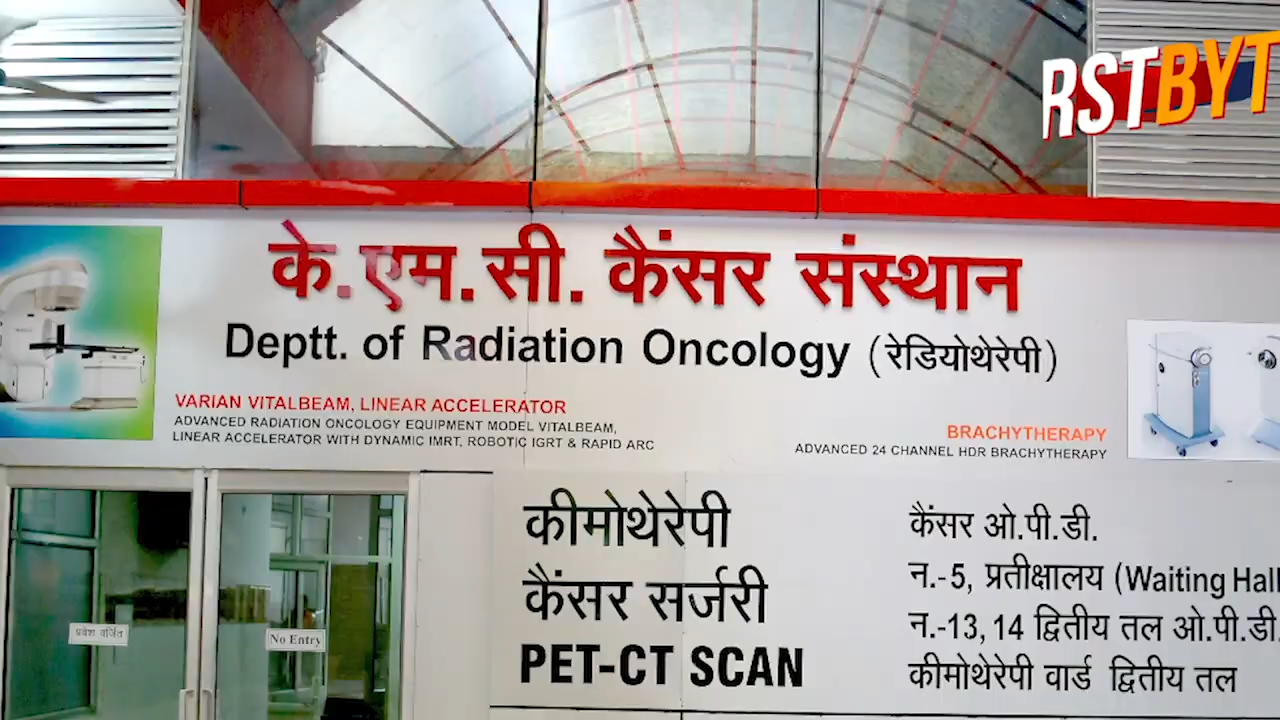 RSTBYT
के.एम.सी. कैंसर संस्थान
Deptt. of Radiation Oncology (रेडियोथेरेपी)
VARIAN VITALBEAM, LINEAR ACCELERATOR
ADVANCED RADIATION ONCOLOGY EQUIPMENT MODEL VITALBEAM,
LINEAR ACCELERATOR WITH DYNAMIC IMRT, ROBOTIC IGRT & RAPID ARC
BRACHYTHERAPY
ADVANCED 24 CHANNEL HDR BRACHYTHERAPY
कीमोथेरेपी
कैंसर सर्जरी
PET-CT SCAN
कैंसर ओ.पी.डी.
न.-5, प्रतीक्षालय (Waiting Hall
न.-13, 14 द्वितीय तल ओ.पी.डी.
कीमोथेरेपी वार्ड द्वितीय तल
प्रवेश वर्जित
No Entry